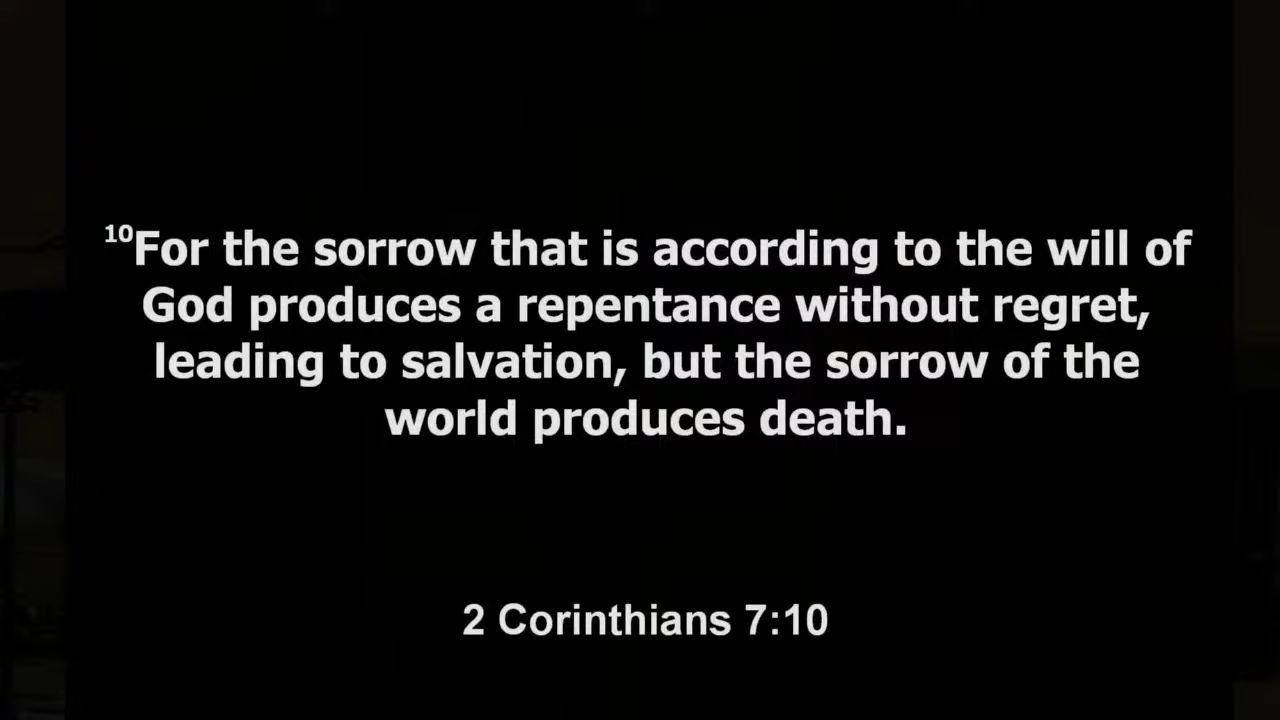 10For the sorrow that is according to the will of
God produces a repentance without regret,
leading to salvation, but the sorrow of the
world produces death.
2 Corinthians 7:10